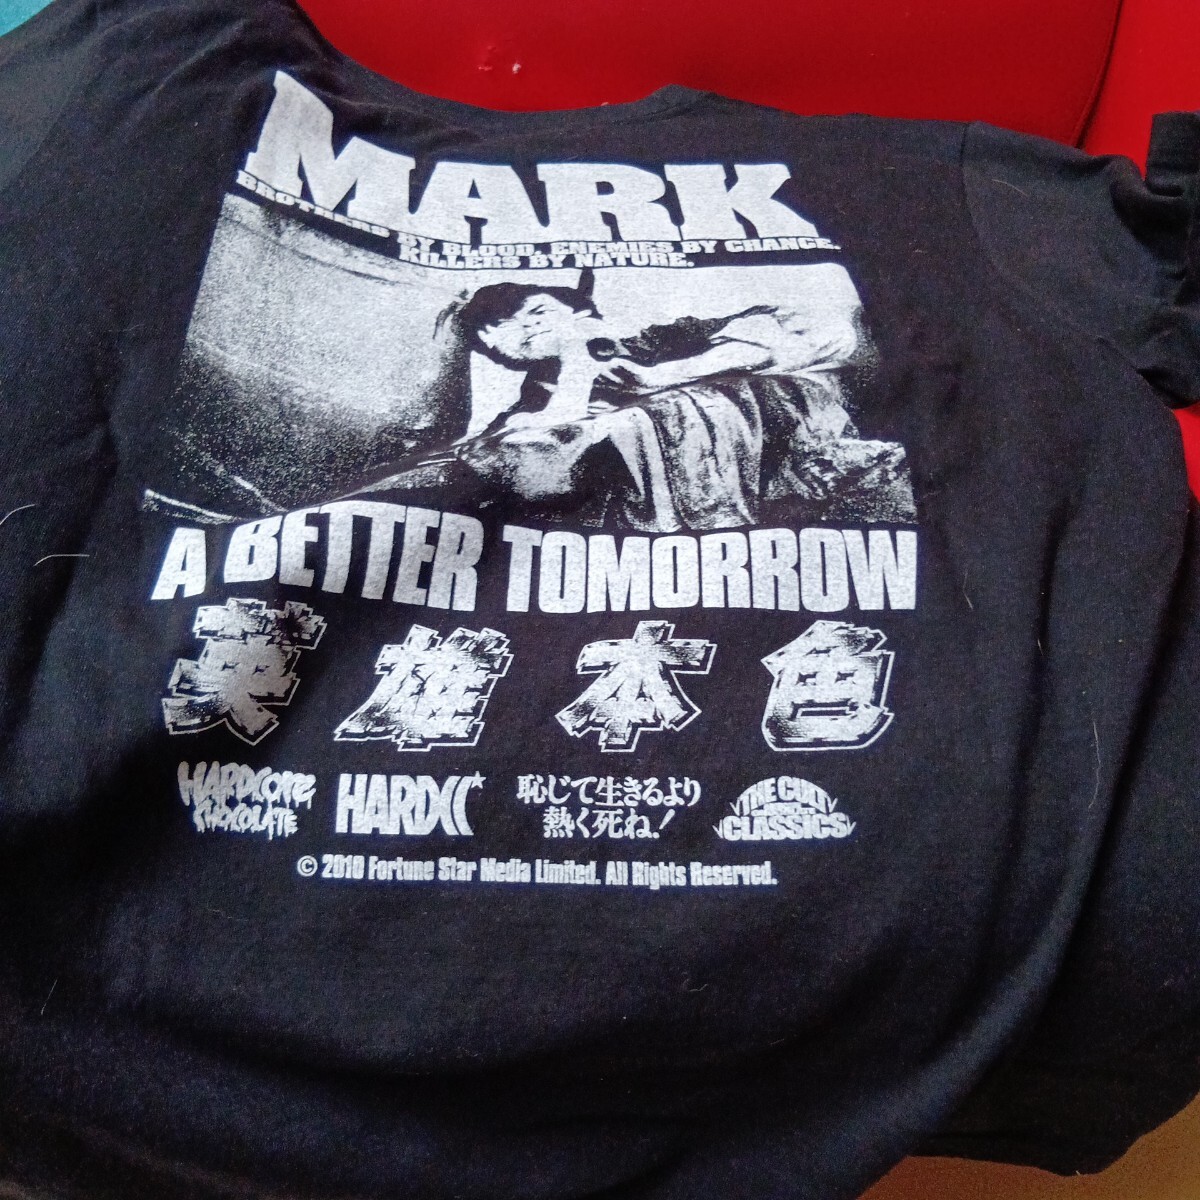 MARK
BROTHERS BY BLOOD. ENEMIES BY CHANCE.
KILLERS BY NATURE.
A BETTER TOMORROW
英雄本色
HARDCORE CHOCOLATE
HARDCC★
恥じて生きるより
熱く死ね!
THE CULT
CLASSICS
© 2010 Fortune Star Media Limited. All Rights Reserved.